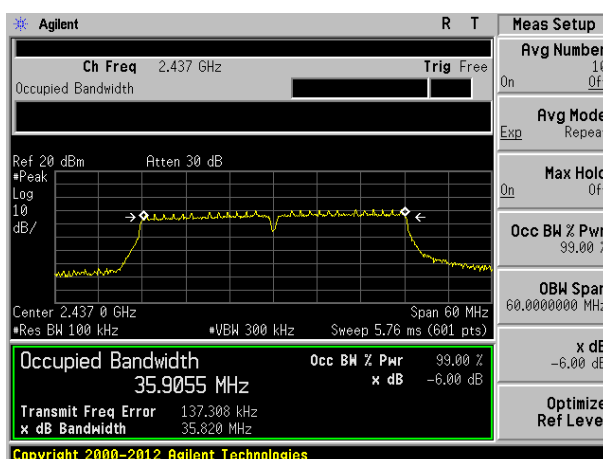 Agilent R T Meas Setup
Ch Freq 2.437 GHz Trig Free
Occupied Bandwidth
Ref 20 dBm Atten 30 dB
#Peak
Log
10
dB/
Center 2.437 0 GHz Span 60 MHz
#Res BW 100 kHz #VBW 300 kHz Sweep 5.76 ms (601 pts)
Occupied Bandwidth Occ BW % Pwr 99.00 %
35.9055 MHz x dB -6.00 dB
Transmit Freq Error 137.308 kHz
x dB Bandwidth 35.820 MHz
Copyright 2000-2012 Agilent Technologies
Avg Number
10
On Of
Avg Mode
Exp Repea
Max Hold
On Of
Occ BW % Pwr
99.00 %
OBW Span
60.0000000 MHz
x dB
-6.00 dB
Optimize
Ref Level